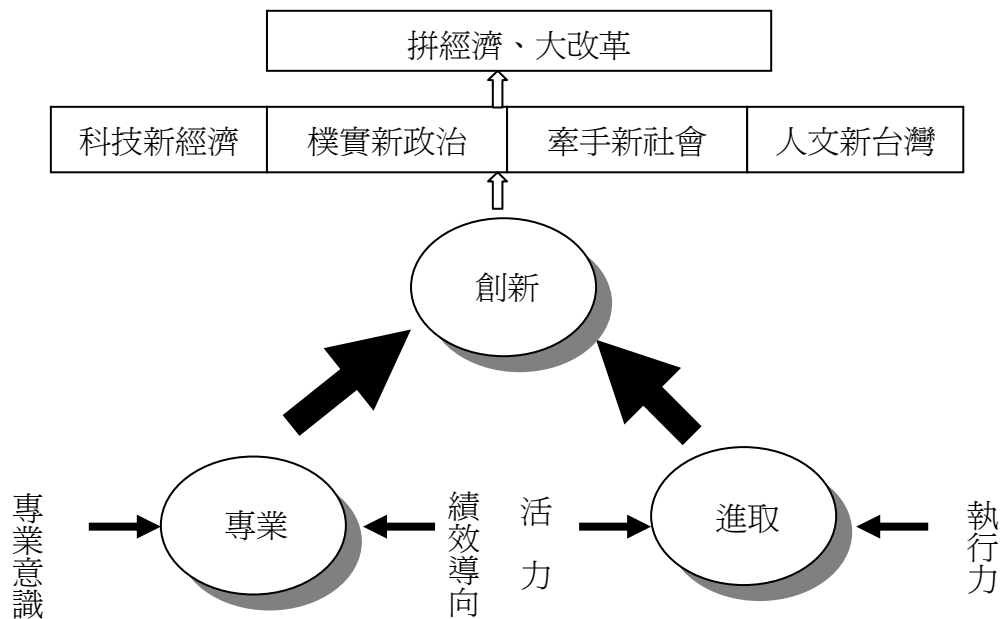 拚經濟、大改革
科技新經濟 樸實新政治 牽手新社會 人文新台灣
創新
專業意識
專業
績效導向
活力
進取
執行力